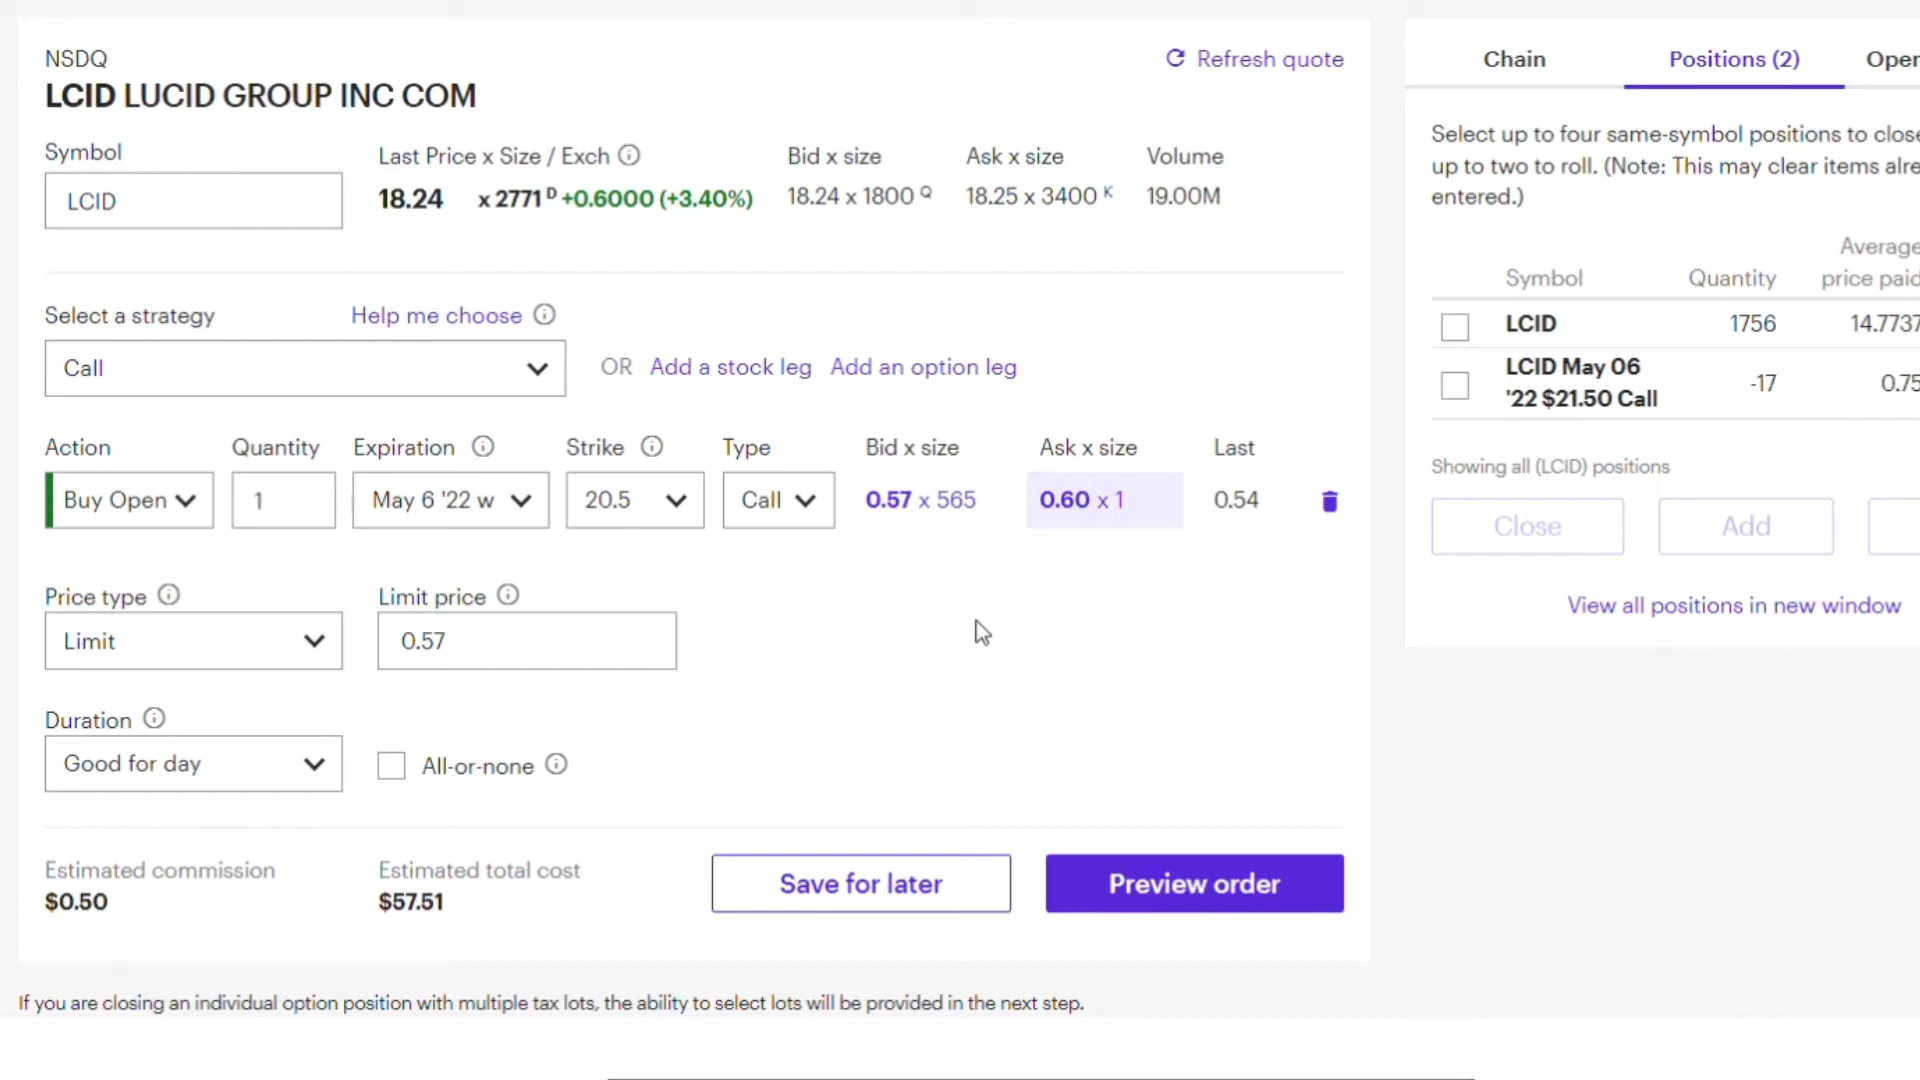 NSDQ
Refresh quote
LCID LUCID GROUP INC COM
Symbol
Last Price x Size / Exch
Bid x size
Ask x size
Volume
LCID
18.24 x 2771 D +0.6000 (+3.40%)
18.24 x 1800 Q
18.25 x 3400 K
19.00M
Select a strategy
Help me choose
Call
OR Add a stock leg Add an option leg
Action
Quantity
Expiration
Strike
Type
Bid x size
Ask x size
Last
Buy Open
1
May 6 '22 w
20.5
Call
0.57 x 565
0.60 x 1
0.54
Price type
Limit price
Limit
0.57
Duration
Good for day
All-or-none
Estimated commission
Estimated total cost
$0.50
$57.51
Save for later
Preview order
If you are closing an individual option position with multiple tax lots, the ability to select lots will be provided in the next step.
Chain
Positions (2)
Oper
Select up to four same-symbol positions to close
up to two to roll. (Note: This may clear items alre
entered.)
Average
Symbol
Quantity
price paid
LCID
1756
14.7737
LCID May 06
'22 $21.50 Call
-17
0.75
Showing all (LCID) positions
Close
Add
View all positions in new window